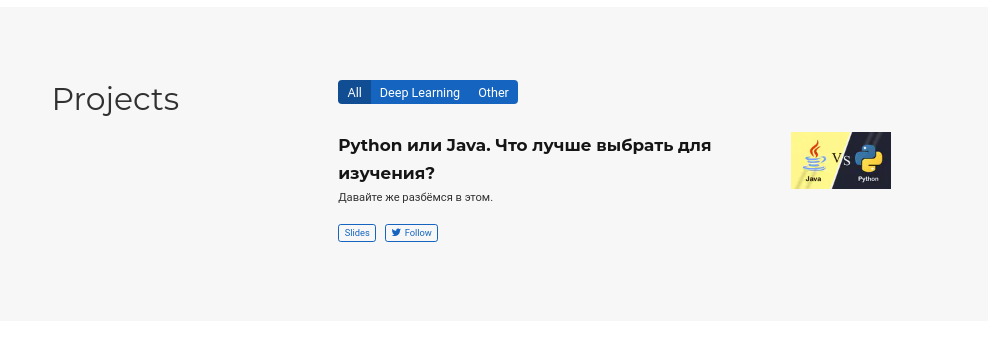 Projects
All Deep Learning Other
Python или Java. Что лучше выбрать для
изучения?
Давайте же разбёмся в этом.
Slides Follow
VS
Java Python